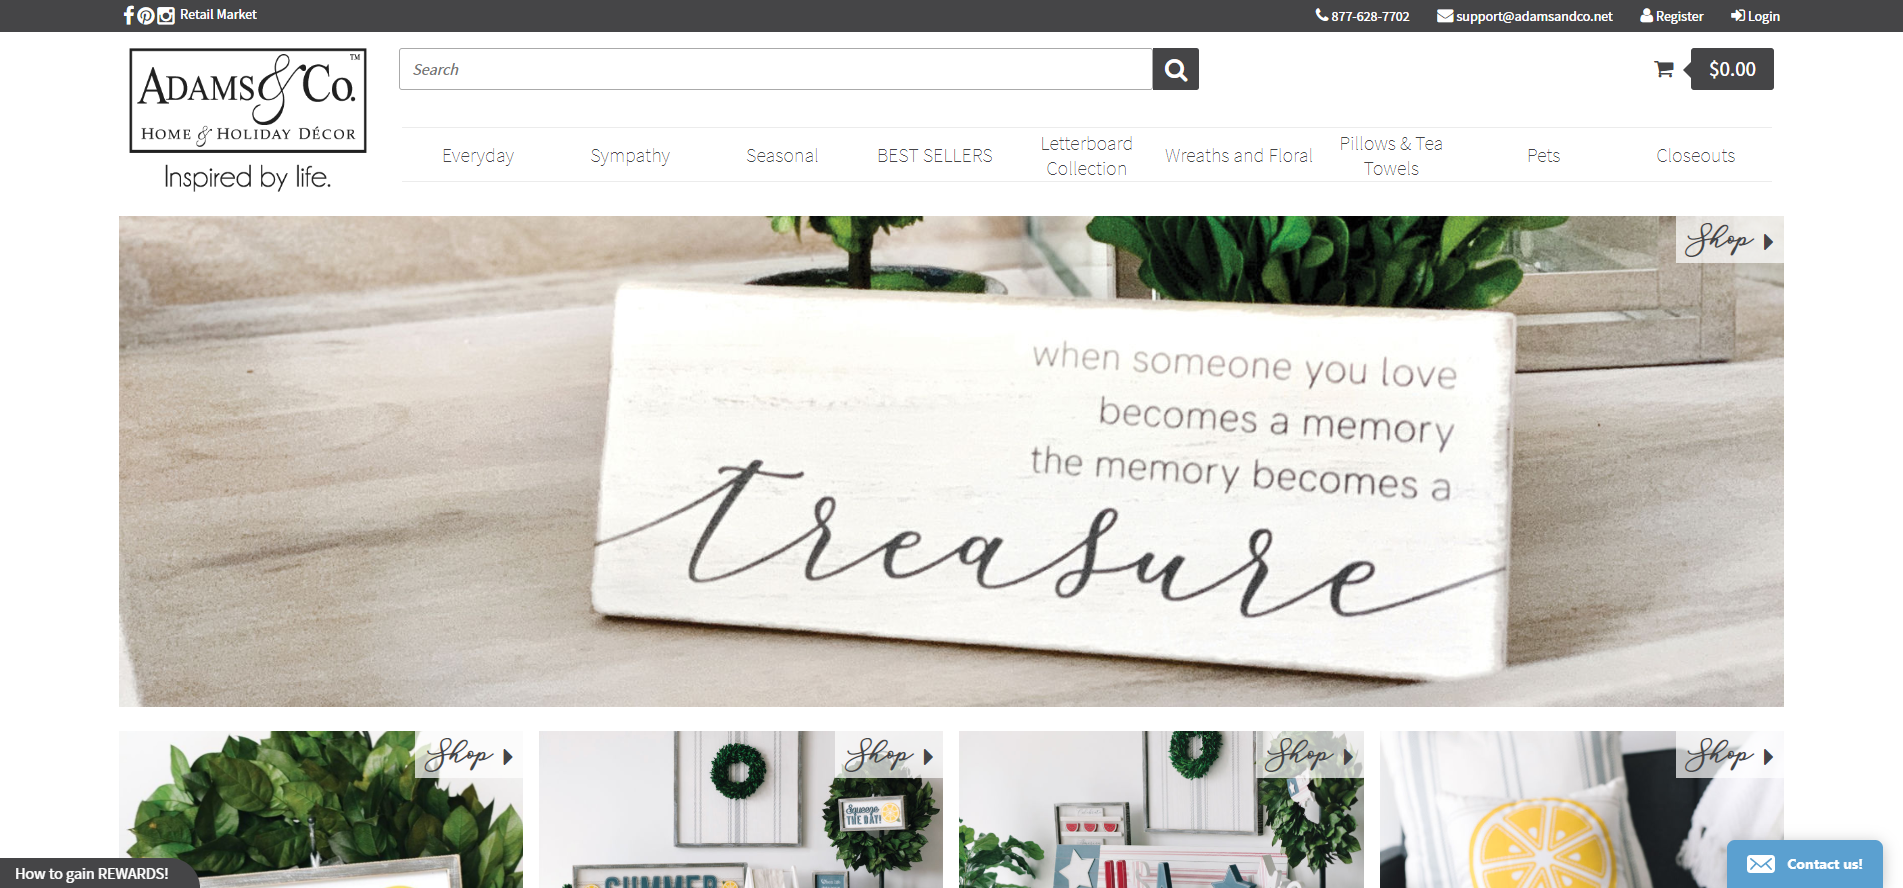 Retail Market
877-628-7702
support@adamsandco.net
Register
Login
ADAMS & CO.™
HOME & HOLIDAY DÉCOR
Inspired by life.
Search
$0.00
Everyday
Sympathy
Seasonal
BEST SELLERS
Letterboard
Collection
Wreaths and Floral
Pillows & Tea
Towels
Pets
Closeouts
Shop
when someone you love
becomes a memory
the memory becomes a
treasure
Shop
Shop
Shop
Shop
Squeeze
THE DAY!
SUMMER
How to gain REWARDS!
Contact us!